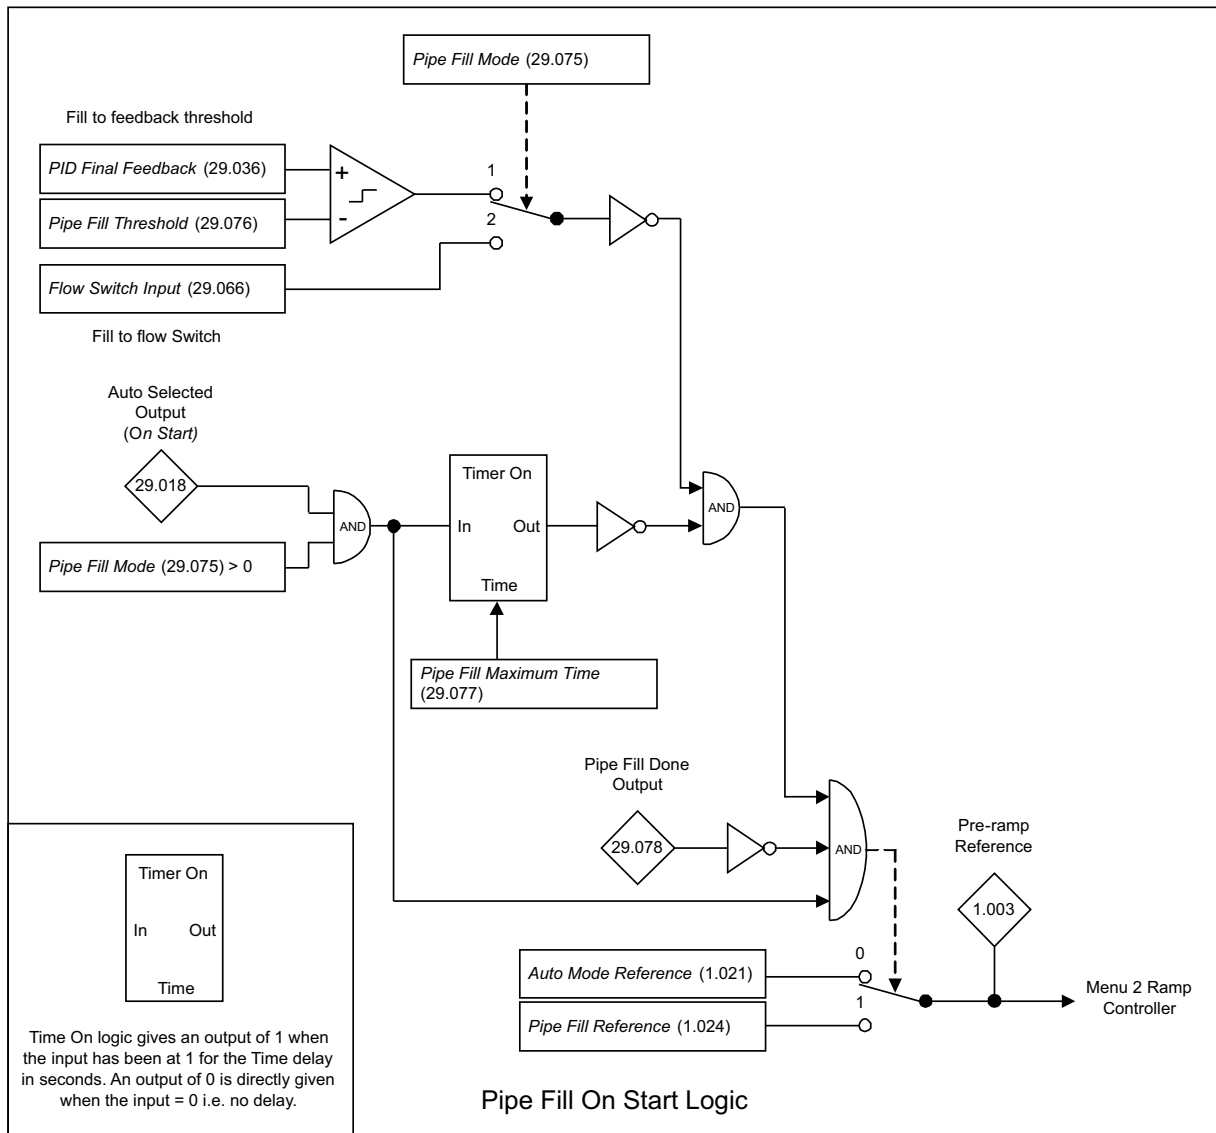 Pipe Fill Mode (29.075)
Fill to feedback threshold
PID Final Feedback (29.036)
+
Pipe Fill Threshold (29.076)
-
1
2
Flow Switch Input (29.066)
Fill to flow Switch
Auto Selected
Output
(On Start)
29.018
AND
Pipe Fill Mode (29.075) > 0
Timer On
In Out
Time
AND
Pipe Fill Maximum Time
(29.077)
Pipe Fill Done
Output
29.078
AND
Pre-ramp
Reference
1.003
0
Auto Mode Reference (1.021)
1
Pipe Fill Reference (1.024)
Menu 2 Ramp
Controller
Timer On
In Out
Time
Time On logic gives an output of 1 when
the input has been at 1 for the Time delay
in seconds. An output of 0 is directly given
when the input = 0 i.e. no delay.
Pipe Fill On Start Logic